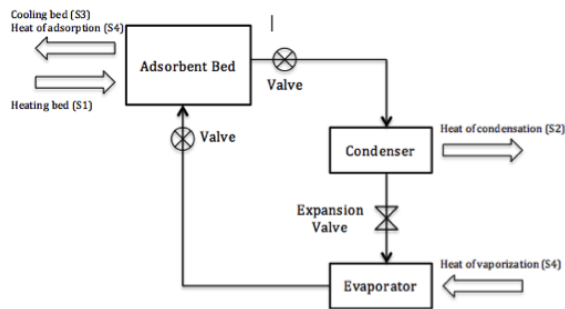 Cooling bed (S3)
Heat of adsorption (S4)
Adsorbent Bed
Heating bed (S1)
Valve
Valve
Condenser
Heat of condensation (S2)
Expansion
Valve
Evaporator
Heat of vaporization (S4)